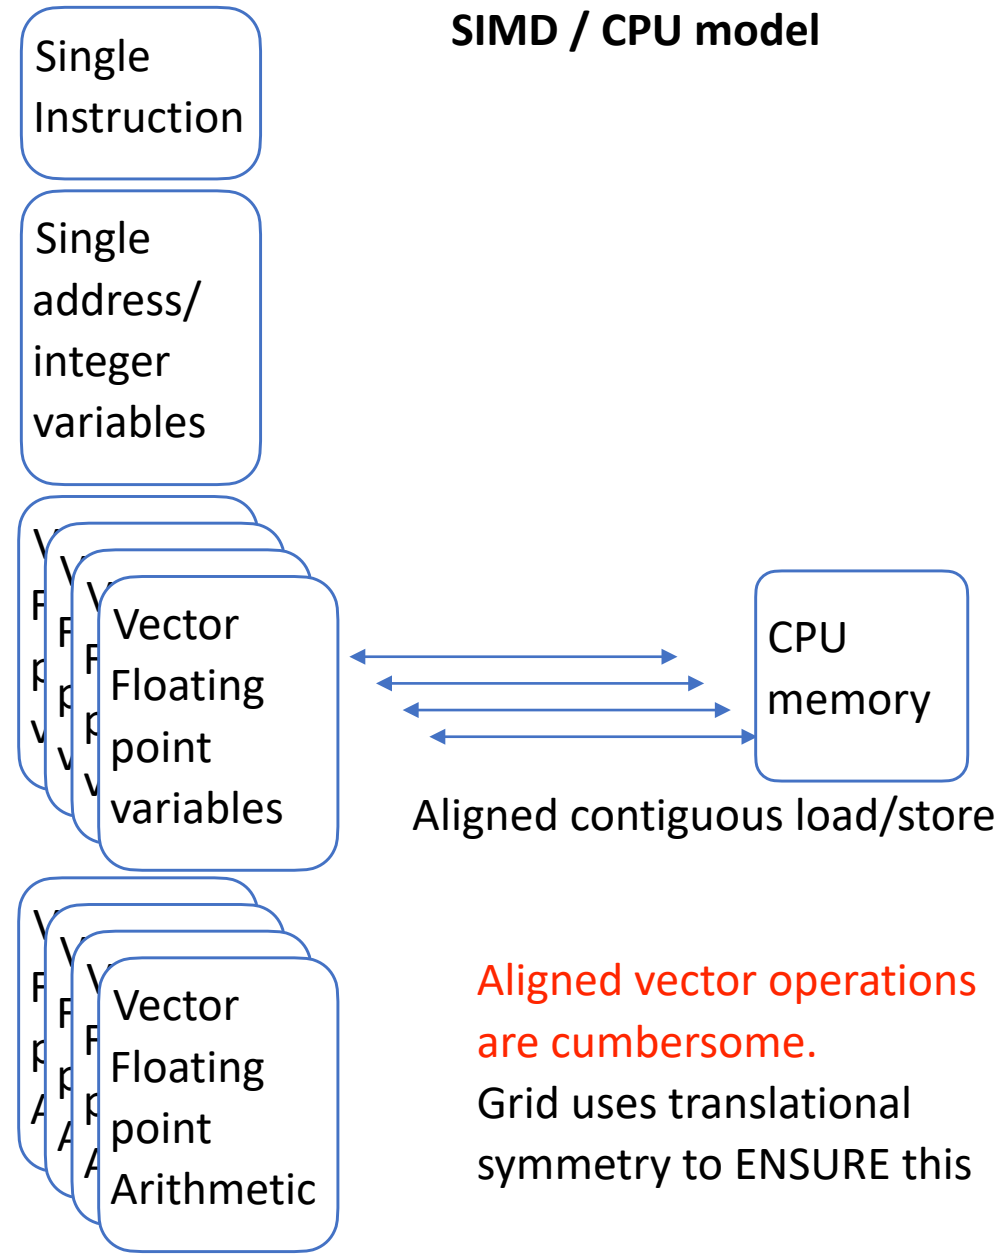 SIMD / CPU model
Single
Instruction
Single
address/
integer
variables
Vector
Floating
point
variables
CPU
memory
Aligned contiguous load/store
Vector
Floating
point
Arithmetic
Aligned vector operations
are cumbersome.
Grid uses translational
symmetry to ENSURE this